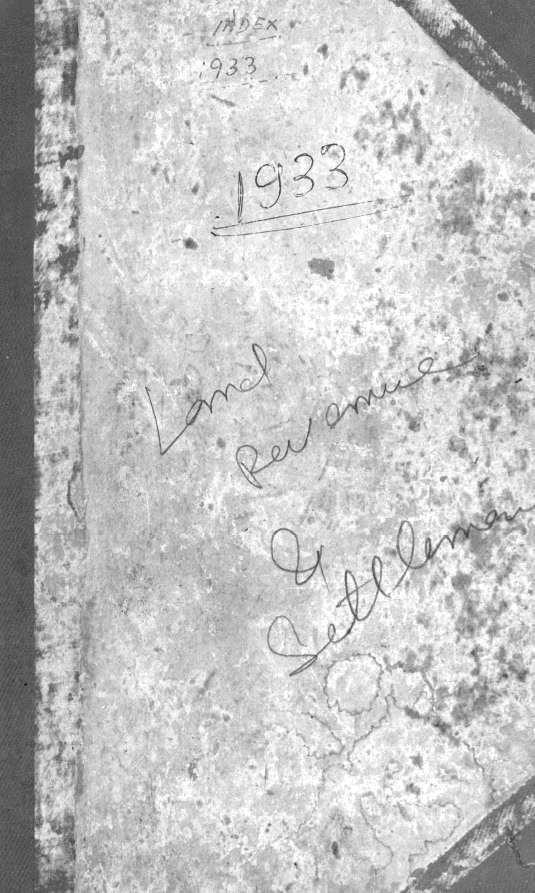 INDEX
1933
1933
Land
Revenue
&
Settlemen